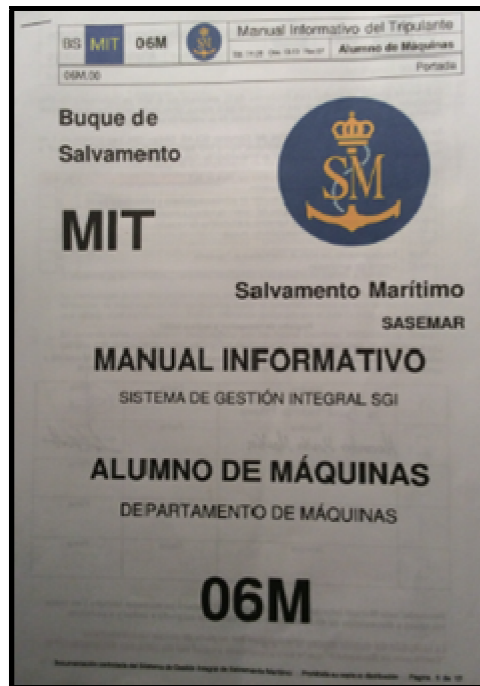 BS MIT 06M
Manual Informativo del Tripulante
Alumno de Máquinas
06M.00
Portada
Buque de
Salvamento
SM
MIT
Salvamento Marítimo
SASEMAR
MANUAL INFORMATIVO
SISTEMA DE GESTIÓN INTEGRAL SGI
ALUMNO DE MÁQUINAS
DEPARTAMENTO DE MÁQUINAS
06M